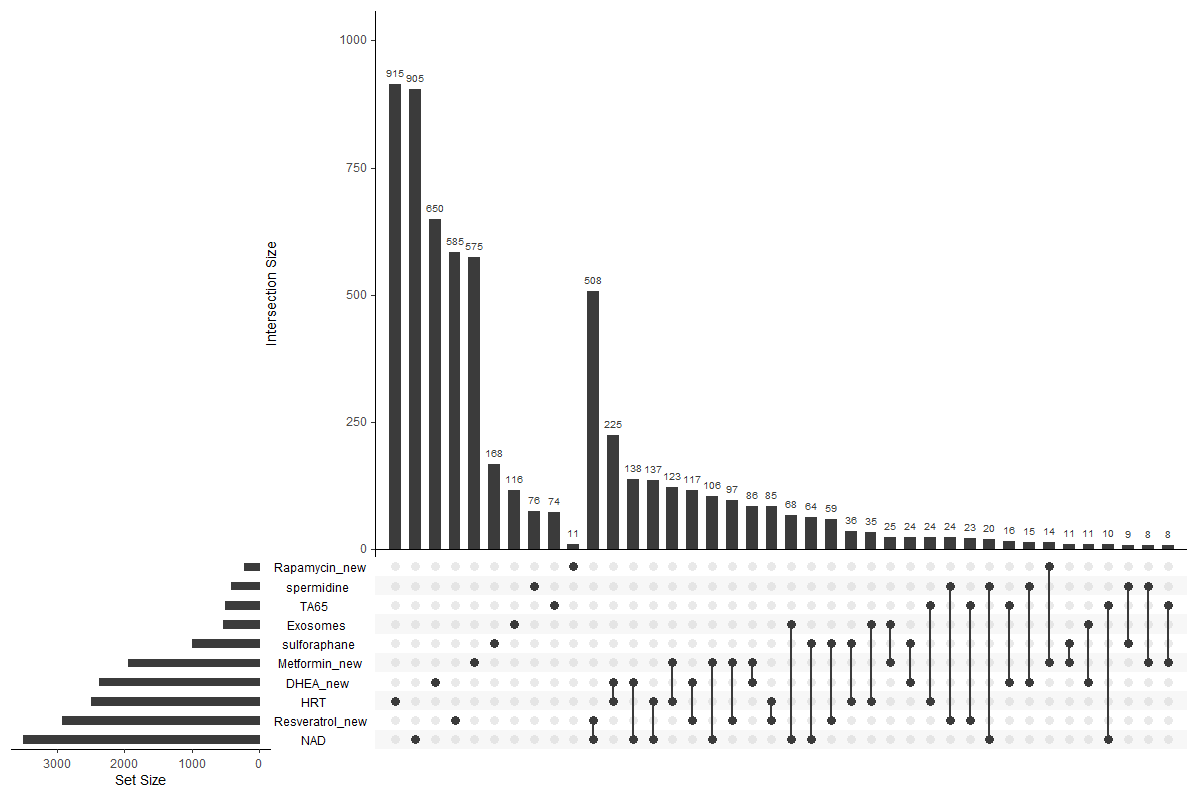 1000
915 905
750
650
585 575
Intersection Size
500
508
250
225
168
138 137
116
123 117
106 97
86 85
76 74
68 64 59
36 35
25 24 24 24 23 20 16 15 14
11
11 11 10 9 8 8
0
Rapamycin_new
spermidine
TA65
Exosomes
sulforaphane
Metformin_new
DHEA_new
HRT
Resveratrol_new
NAD
3000 2000 1000 0
Set Size